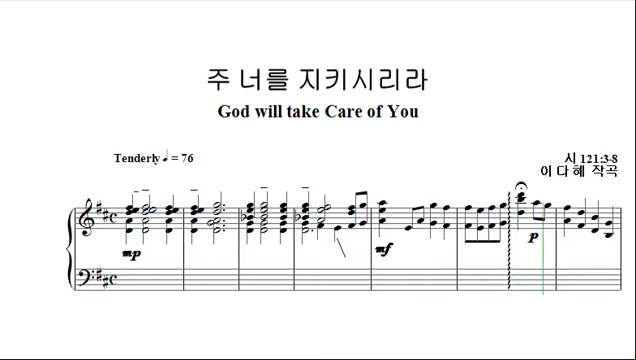 주 너를 지키시리라
God will take Care of You
Tenderly ♩ = 76
시 121:3-8
이 다 혜 작곡
mp
mf
p